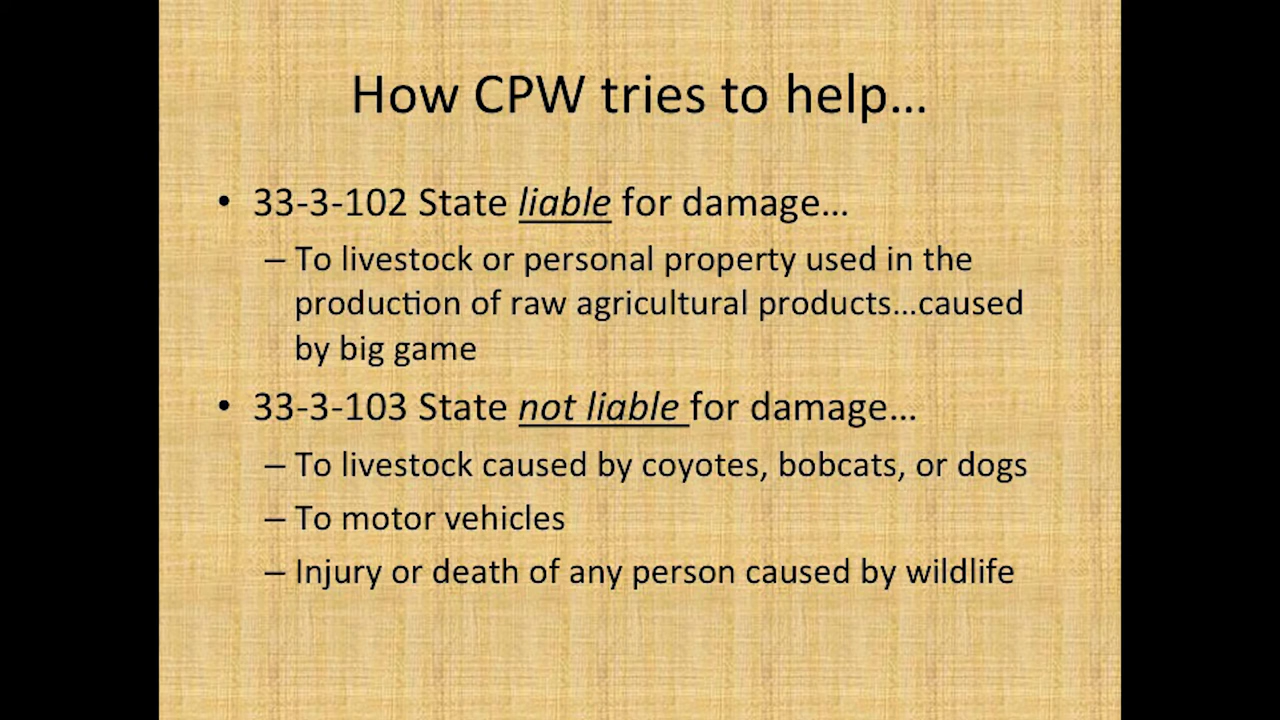 How CPW tries to help...
• 33-3-102 State liable for damage...
– To livestock or personal property used in the
production of raw agricultural products...caused
by big game
• 33-3-103 State not liable for damage...
– To livestock caused by coyotes, bobcats, or dogs
– To motor vehicles
– Injury or death of any person caused by wildlife